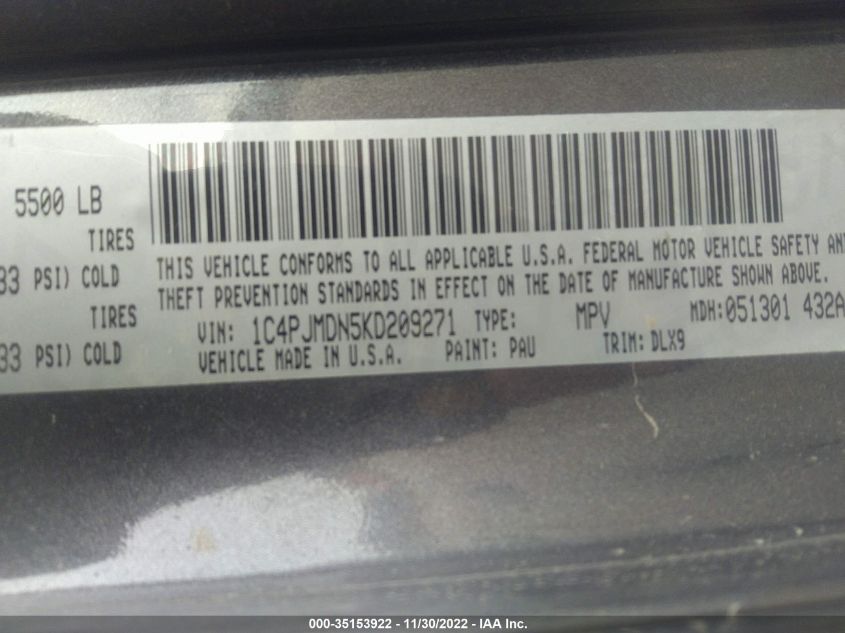 5500 LB
TIRES
33 PSI) COLD
TIRES
33 PSI) COLD
THIS VEHICLE CONFORMS TO ALL APPLICABLE U.S.A. FEDERAL MOTOR VEHICLE SAFETY AND
THEFT PREVENTION STANDARDS IN EFFECT ON THE DATE OF MANUFACTURE SHOWN ABOVE.
VIN: 1C4PJMDN5KD209271 TYPE: MPV MDH:051301 432A
VEHICLE MADE IN U.S.A. PAINT: PAU TRIM: DLX9
000-35153922 - 11/30/2022 - IAA Inc.